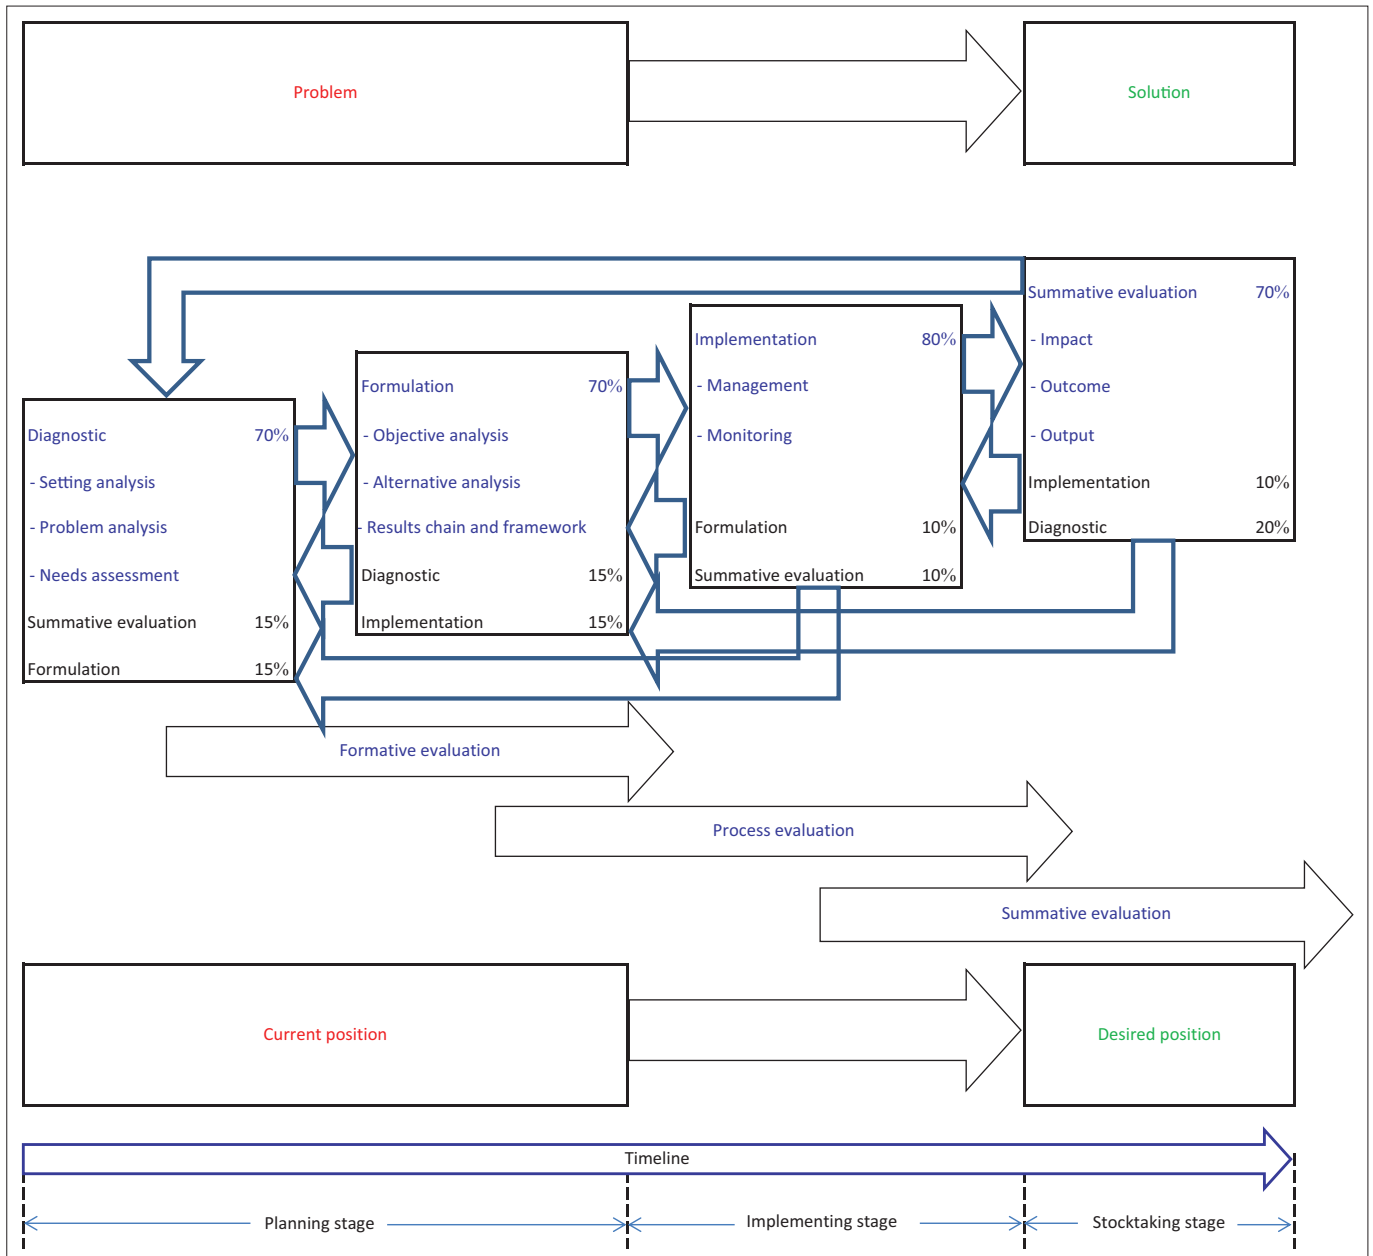 Problem
Solution
Diagnostic 70%
- Setting analysis
- Problem analysis
- Needs assessment
Summative evaluation 15%
Formulation 15%
Formulation 70%
- Objective analysis
- Alternative analysis
- Results chain and framework
Diagnostic 15%
Implementation 15%
Implementation 80%
- Management
- Monitoring
Formulation 10%
Summative evaluation 10%
Summative evaluation 70%
- Impact
- Outcome
- Output
Implementation 10%
Diagnostic 20%
Formative evaluation
Process evaluation
Summative evaluation
Current position
Desired position
Timeline
Planning stage
Implementing stage
Stocktaking stage